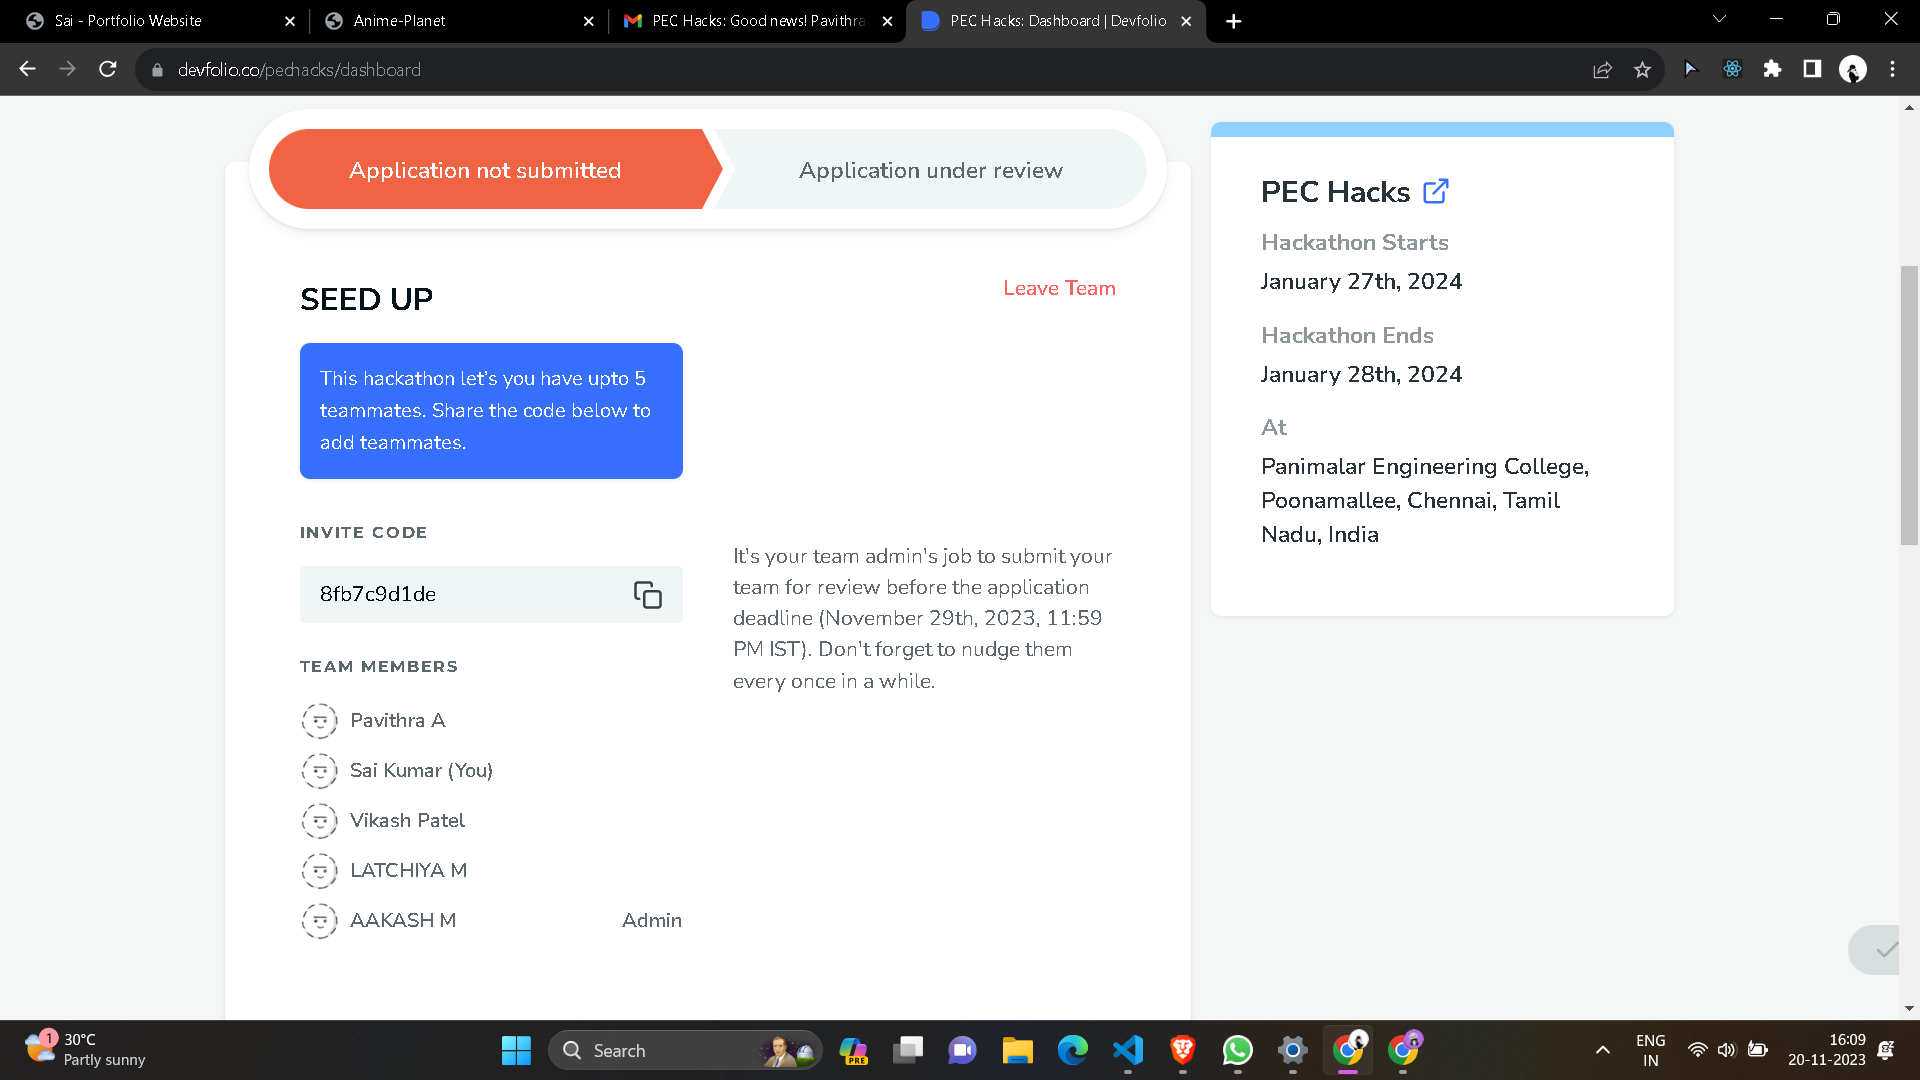 Sai - Portfolio Website
Anime-Planet
PEC Hacks: Good news! Pavithra
PEC Hacks: Dashboard | Devfolio
devfolio.co/pechacks/dashboard
Application not submitted
Application under review
SEED UP
Leave Team
This hackathon let's you have upto 5
teammates. Share the code below to
add teammates.
INVITE CODE
8fb7c9d1de
It's your team admin's job to submit your
team for review before the application
deadline (November 29th, 2023, 11:59
PM IST). Don't forget to nudge them
every once in a while.
TEAM MEMBERS
Pavithra A
Sai Kumar (You)
Vikash Patel
LATCHIYA M
AAKASH M
Admin
PEC Hacks
Hackathon Starts
January 27th, 2024
Hackathon Ends
January 28th, 2024
At
Panimalar Engineering College,
Poonamallee, Chennai, Tamil
Nadu, India
1
30°C
Partly sunny
Search
PRE
ENG
IN
16:09
20-11-2023